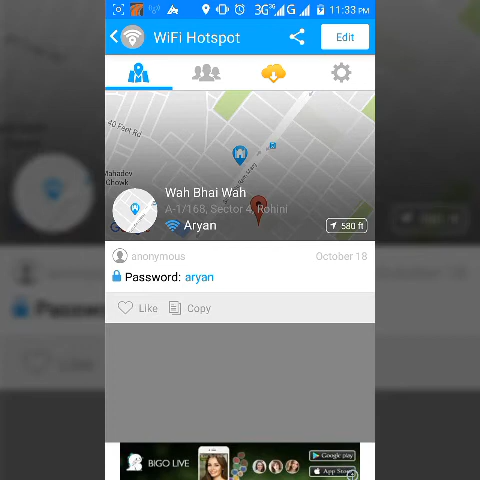 3G 3G G 11:33 PM
WiFi Hotspot Edit
40 Feet Rd
Mahadev
Chowk
Wah Bhai Wah
A-1/168, Sector 4, Rohini
Aryan 580 ft
anonymous October 18
Password: aryan
Like Copy
BIGO LIVE
Google play
App Store